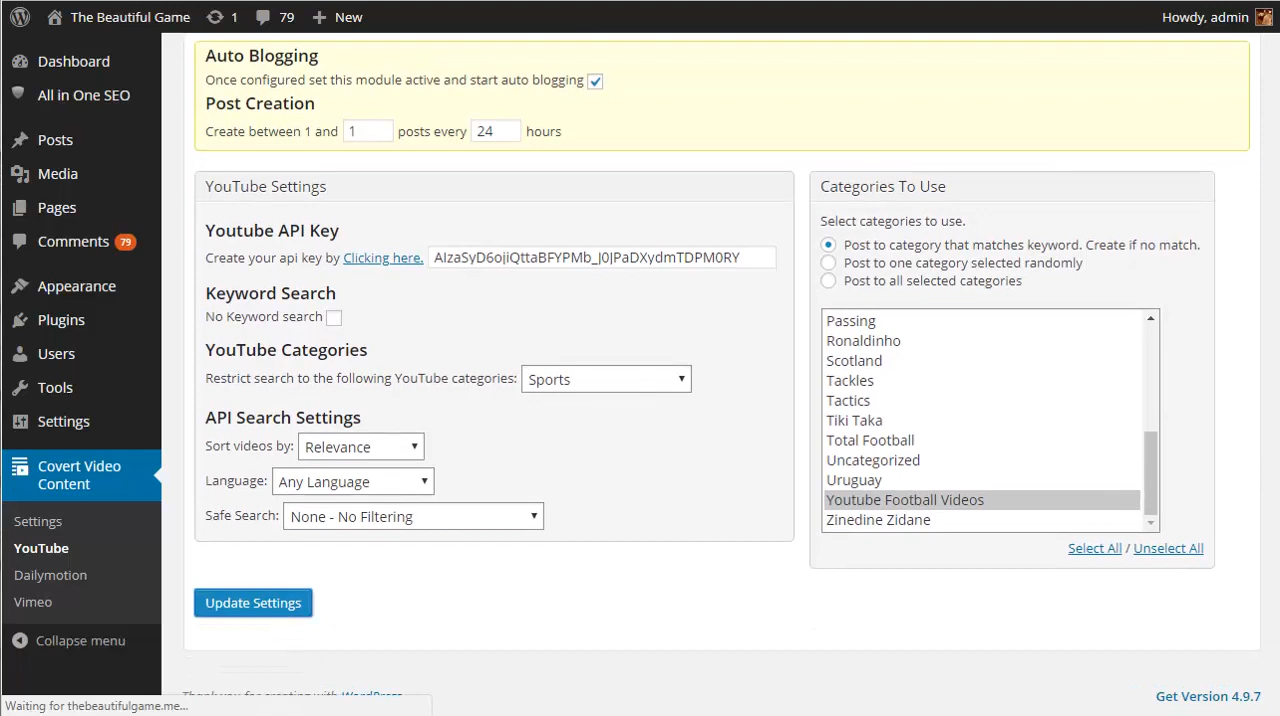 The Beautiful Game
1
79
New
Howdy, admin
Dashboard
All in One SEO
Posts
Media
Pages
Comments 79
Appearance
Plugins
Users
Tools
Settings
Covert Video
Content
Settings
YouTube
Dailymotion
Vimeo
Collapse menu
Auto Blogging
Once configured set this module active and start auto blogging
Post Creation
Create between 1 and 1 posts every 24 hours
YouTube Settings
Youtube API Key
Create your api key by Clicking here. AIzaSyD6ojiQttaBFYPMb_J0JPaDXydmTDPM0RY
Keyword Search
No Keyword search
YouTube Categories
Restrict search to the following YouTube categories: Sports
API Search Settings
Sort videos by: Relevance
Language: Any Language
Safe Search: None - No Filtering
Update Settings
Categories To Use
Select categories to use.
Post to category that matches keyword. Create if no match.
Post to one category selected randomly
Post to all selected categories
Passing
Ronaldinho
Scotland
Tackles
Tactics
Tiki Taka
Total Football
Uncategorized
Uruguay
Youtube Football Videos
Zinedine Zidane
Select All / Unselect All
Thank you for creating with WordPress
Get Version 4.9.7
Waiting for thebeautifulgame.me...